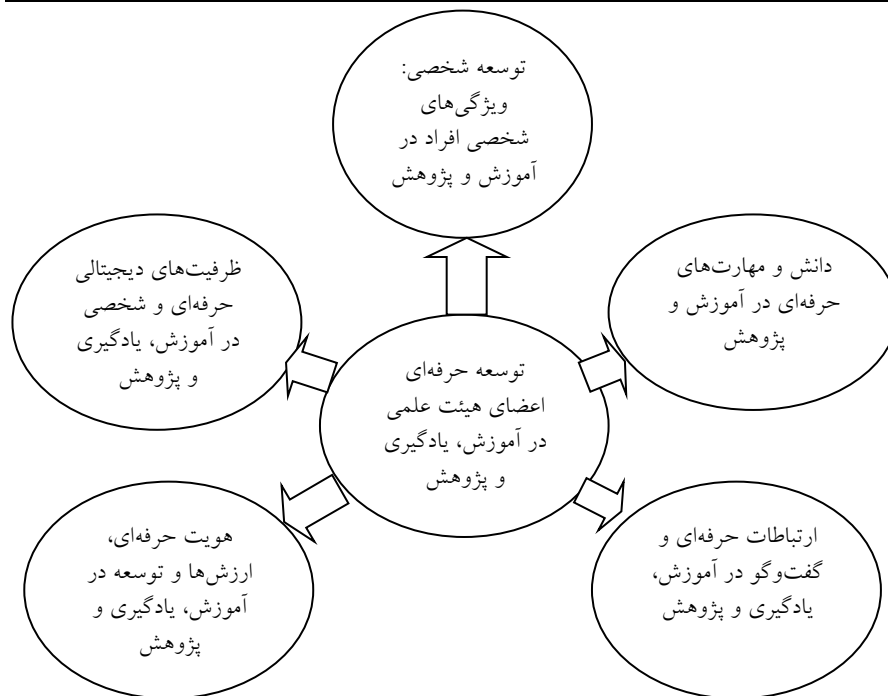 توسعه شخصی:
ویژگی‌های
شخصی افراد در
آموزش و پژوهش
دانش و مهارت‌های
حرفه‌ای در آموزش و
پژوهش
ظرفیت‌های دیجیتالی
حرفه‌ای و شخصی
در آموزش، یادگیری
و پژوهش
توسعه حرفه‌ای
اعضای هیئت علمی
در آموزش، یادگیری
و پژوهش
ارتباطات حرفه‌ای و
گفت‌وگو در آموزش،
یادگیری و پژوهش
هویت حرفه‌ای،
ارزش‌ها و توسعه در
آموزش، یادگیری و
پژوهش